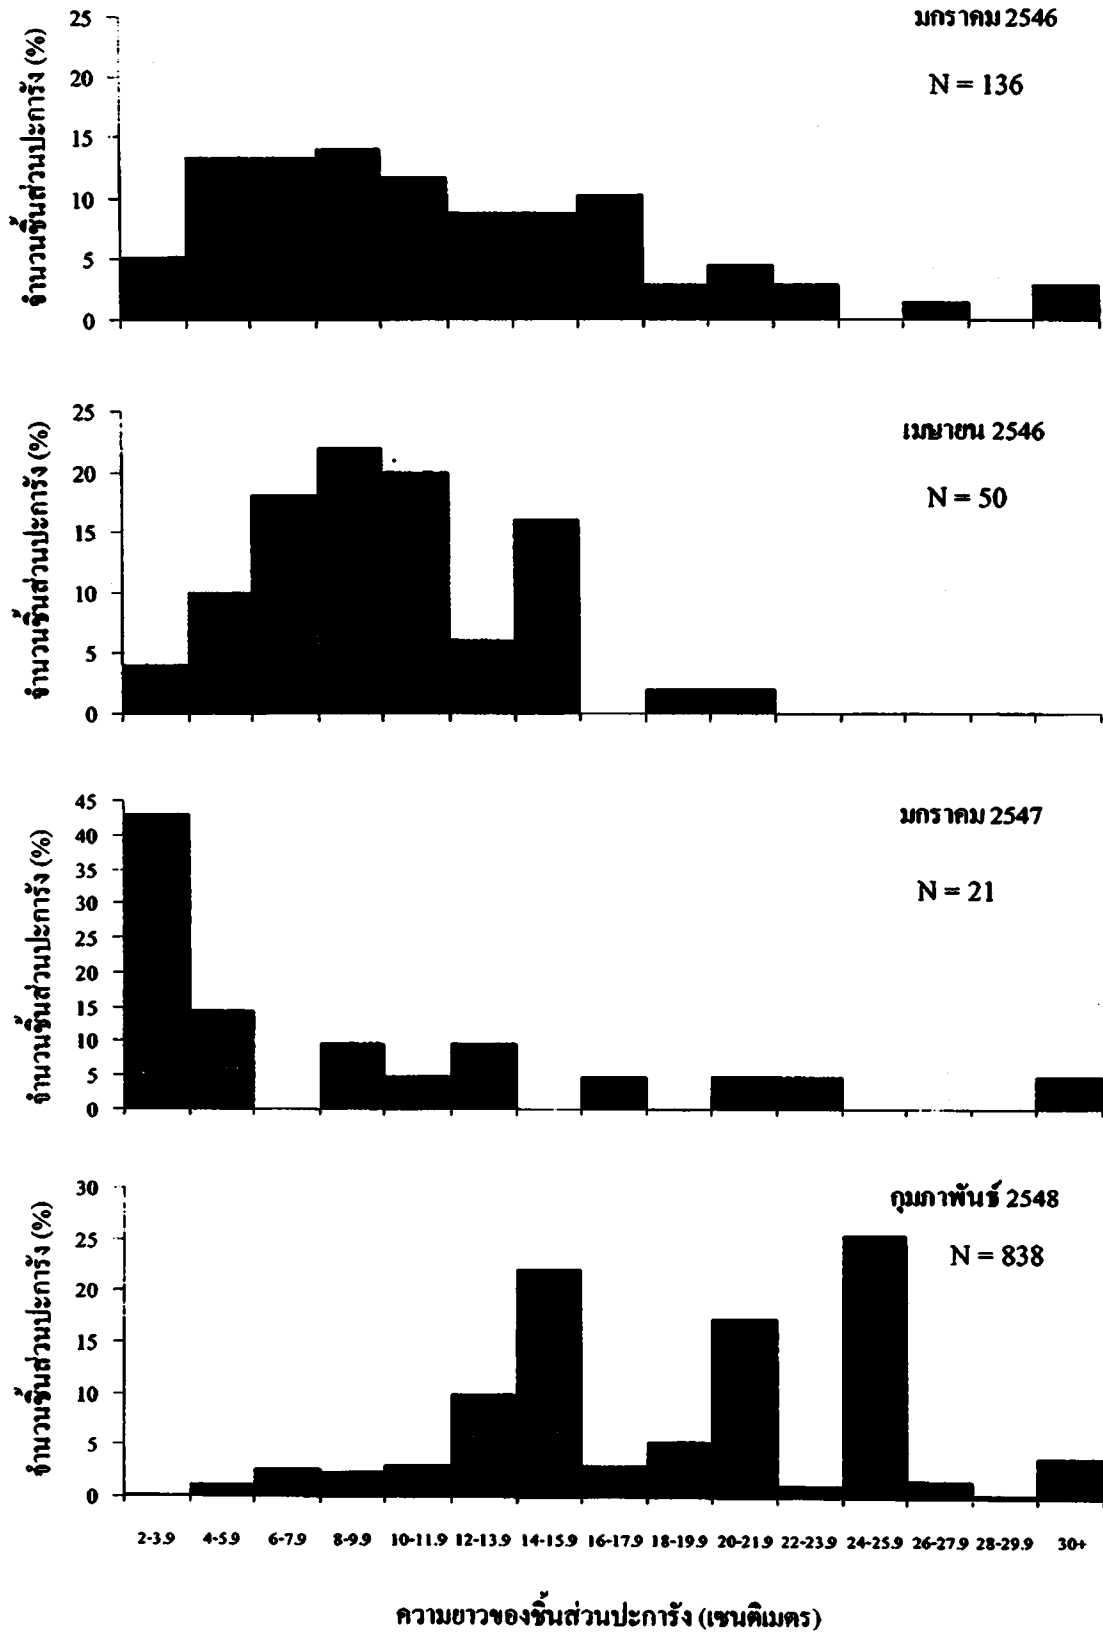 มกราคม 2546
N = 136
จำนวนชิ้นส่วนปะการัง (%)
25
20
15
10
5
0
เมษายน 2546
N = 50
จำนวนชิ้นส่วนปะการัง (%)
25
20
15
10
5
0
มกราคม 2547
N = 21
จำนวนชิ้นส่วนปะการัง (%)
45
40
35
30
25
20
15
10
5
0
กุมภาพันธ์ 2548
N = 838
จำนวนชิ้นส่วนปะการัง (%)
30
25
20
15
10
5
0
2-3.9 4-5.9 6-7.9 8-9.9 10-11.9 12-13.9 14-15.9 16-17.9 18-19.9 20-21.9 22-23.9 24-25.9 26-27.9 28-29.9 30+
ความยาวของชิ้นส่วนปะการัง (เซนติเมตร)